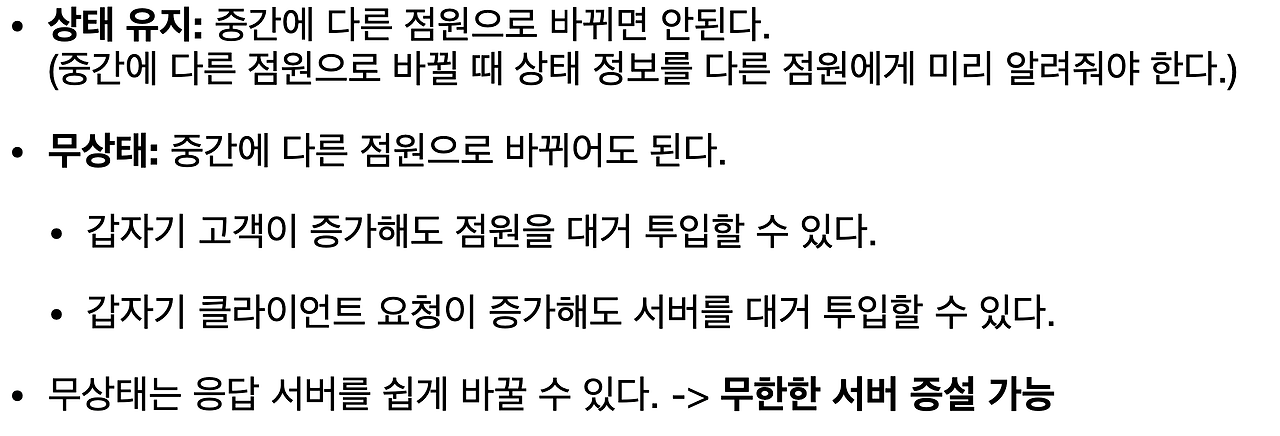 • 상태 유지: 중간에 다른 점원으로 바뀌면 안된다.
(중간에 다른 점원으로 바뀔 때 상태 정보를 다른 점원에게 미리 알려줘야 한다.)
• 무상태: 중간에 다른 점원으로 바뀌어도 된다.
• 갑자기 고객이 증가해도 점원을 대거 투입할 수 있다.
• 갑자기 클라이언트 요청이 증가해도 서버를 대거 투입할 수 있다.
• 무상태는 응답 서버를 쉽게 바꿀 수 있다. -> 무한한 서버 증설 가능